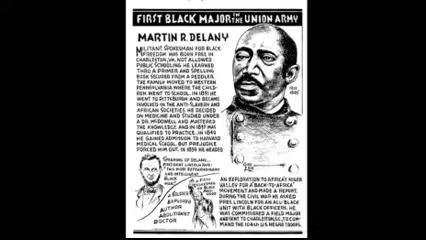 FIRST BLACK MAJOR IN THE UNION ARMY
MARTIN R. DELANY
MILITANT SPOKESMAN FOR BLACK
FREEDOM WAS BORN FREE IN
CHARLESTON, VA. NOT ALLOWED
PUBLIC SCHOOLING HE LEARNED
THRU A PRIMER AND SPELLING
BOOK SECURED FROM A PEDDLER.
THE FAMILY MOVED TO WESTERN
PENNSYLVANIA WHERE THE CHILD-
REN WENT TO SCHOOL. IN 1831 HE
WENT TO PITTSBURGH AND BECAME
INVOLVED IN THE ANTI-SLAVERY AND
AFRICAN SOCIETIES. HE DECIDED
ON MEDICINE AND STUDIED UNDER
A DR. MCDOWELL AND MASTERED
THE KNOWLEDGE AND IN 1837 WAS
QUALIFIED TO PRACTICE. IN 1849
HE GAINED ADMISSION TO HARVARD
MEDICAL SCHOOL. BUT PREJUDICE
FORCED HIM OUT. IN 1859 HE HEADED
AN EXPLORATION TO AFRICA'S NIGER
VALLEY FOR A "BACK-TO-AFRICA"
MOVEMENT AND MADE A REPORT.
DURING THE CIVIL WAR HE ASKED
PRES. LINCOLN FOR AN ALL-BLACK
UNIT WITH BLACK OFFICERS. HE
WAS COMMISSIONED A FIELD MAJOR
AND SENT TO CHARLESTON, S.C., TO COM-
MAND THE 104TH U.S. NEGRO TROOPS.
SPEAKING OF DELANY...
PRESIDENT LINCOLN SAID:
"THIS MOST EXTRAORDINARY
AND INTELLIGENT
BLACK MAN."
SOLDIER
EXPLORER
AUTHOR
ABOLITIONIST
DOCTOR